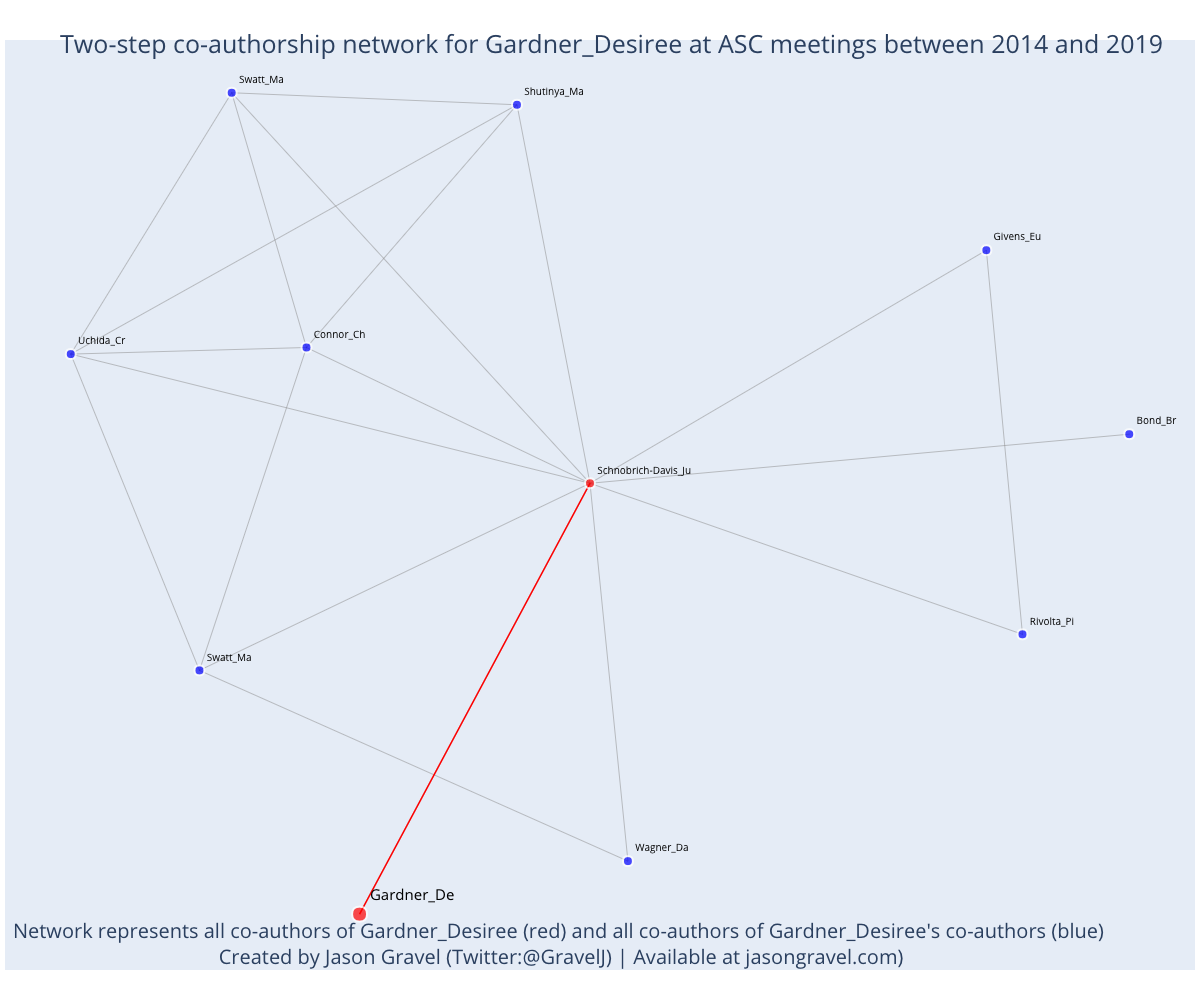 Two-step co-authorship network for Gardner_Desiree at ASC meetings between 2014 and 2019
Swatt_Ma
Shutinya_Ma
Givens_Eu
Uchida_Cr
Connor_Ch
Bond_Br
Schnobrich-Davis_Ju
Rivolta_Pi
Swatt_Ma
Wagner_Da
Gardner_De
Network represents all co-authors of Gardner_Desiree (red) and all co-authors of Gardner_Desiree's co-authors (blue)
Created by Jason Gravel (Twitter:@GravelJ) | Available at jasongravel.com)